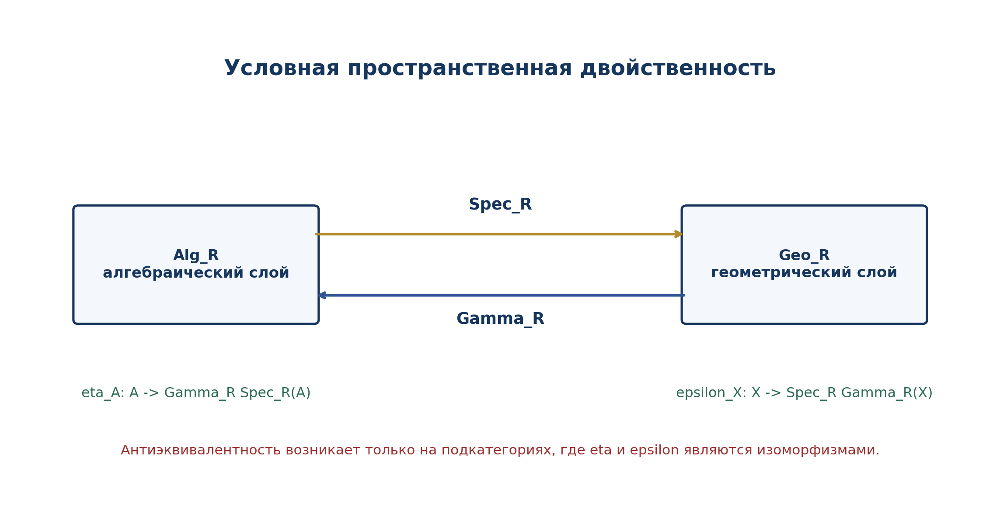 Условная пространственная двойственность
Spec_R
Alg_R
алгебраический слой
Geo_R
геометрический слой
Gamma_R
eta_A: A -> Gamma_R Spec_R(A)
epsilon_X: X -> Spec_R Gamma_R(X)
Антиэквивалентность возникает только на подкатегориях, где eta и epsilon являются изоморфизмами.